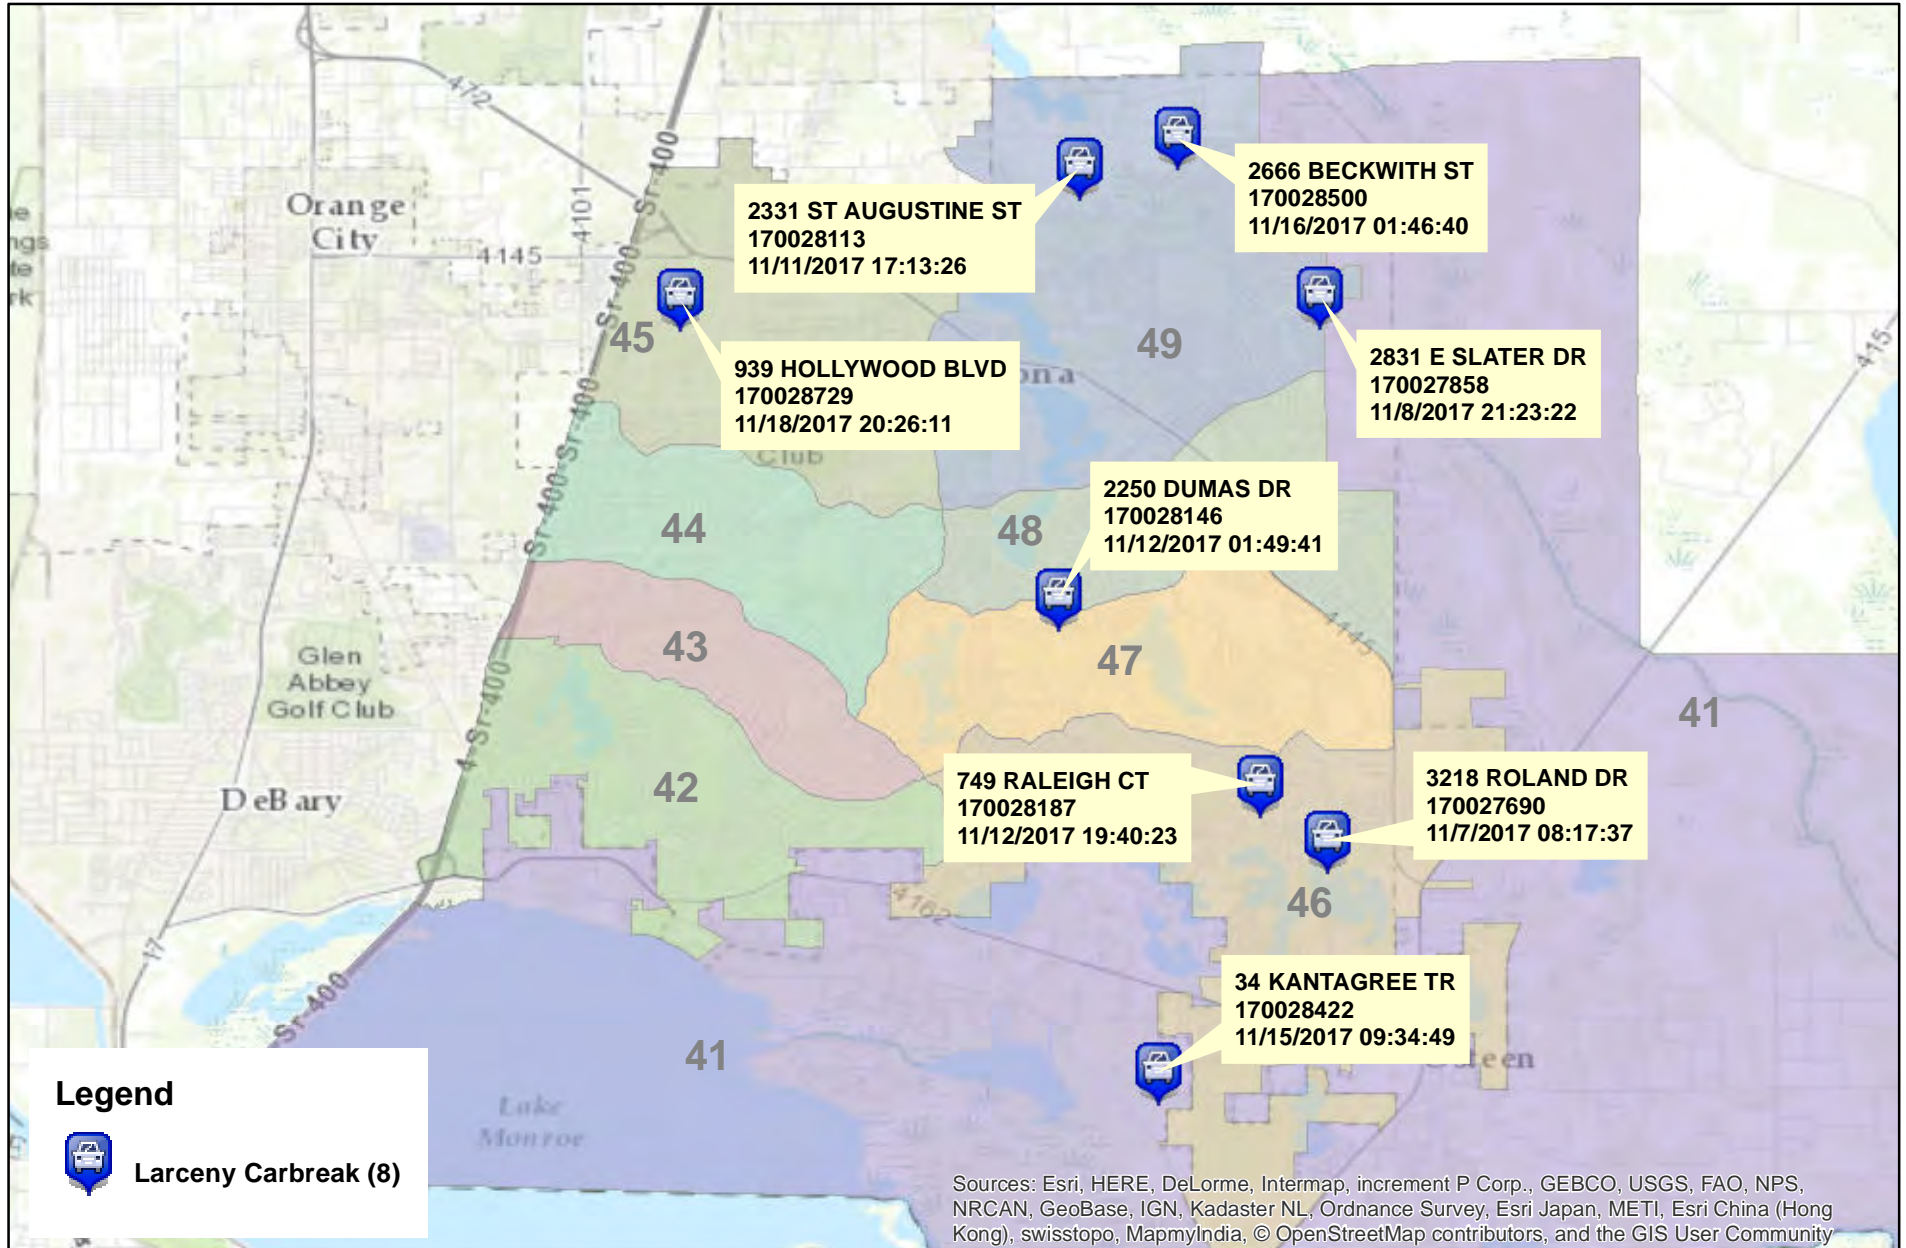 472
Sr-400
Orange
City
4101
4145
Sr-400
45
2331 ST AUGUSTINE ST
170028113
11/11/2017 17:13:26
2666 BECKWITH ST
170028500
11/16/2017 01:46:40
939 HOLLYWOOD BLVD
170028729
11/18/2017 20:26:11
49
ona
2831 E SLATER DR
170027858
11/8/2017 21:23:22
415
Club
Sr-400
Sr-400
44
48
2250 DUMAS DR
170028146
11/12/2017 01:49:41
4145
43
47
Glen
Abbey
Golf Club
4-Sr-400
41
DeBary
42
749 RALEIGH CT
170028187
11/12/2017 19:40:23
3218 ROLAND DR
170027690
11/7/2017 08:17:37
46
4162
17
Sr-400
34 KANTAGREE TR
170028422
11/15/2017 09:34:49
41
teen
Lake
Monroe
Legend
Larceny Carbreak (8)
Sources: Esri, HERE, DeLorme, Intermap, increment P Corp., GEBCO, USGS, FAO, NPS,
NRCAN, GeoBase, IGN, Kadaster NL, Ordnance Survey, Esri Japan, METI, Esri China (Hong
Kong), swisstopo, MapmyIndia, © OpenStreetMap contributors, and the GIS User Community